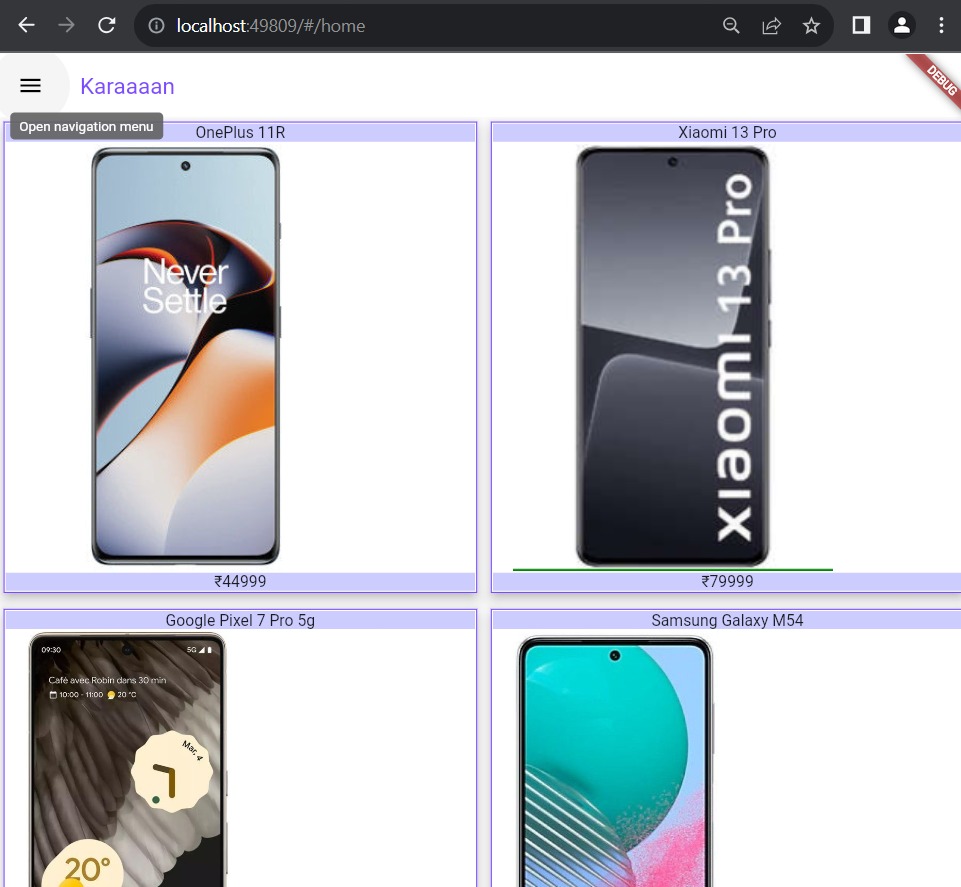 localhost:49809/#/home
Karaaaan
DEBUG
Open navigation menu
OnePlus 11R
Xiaomi 13 Pro
Never
Settle
xiaomi 13 Pro
₹44999
₹79999
Google Pixel 7 Pro 5g
Samsung Galaxy M54
09:30
5G
Café avec Robin dans 30 min
10:00 - 11:00 20 °C
Mar. 4
20°